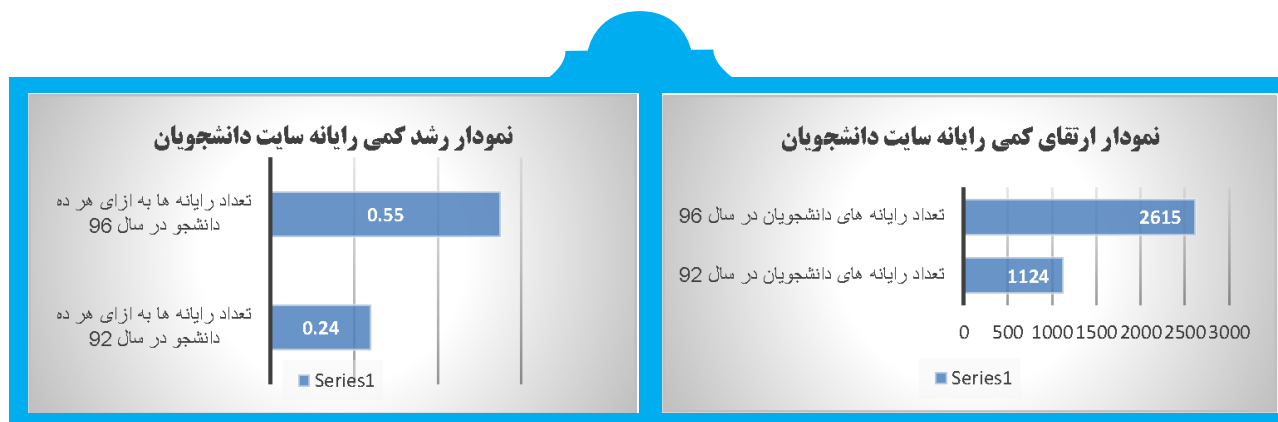 نمودار ارتقای کمی رایانه سایت دانشجویان
تعداد رایانه های دانشجویان در سال 96
2615
تعداد رایانه های دانشجویان در سال 92
1124
0 500 1000 1500 2000 2500 3000
Series1
نمودار رشد کمی رایانه سایت دانشجویان
تعداد رایانه ها به ازای هر ده
دانشجو در سال 96
0.55
تعداد رایانه ها به ازای هر ده
دانشجو در سال 92
0.24
Series1